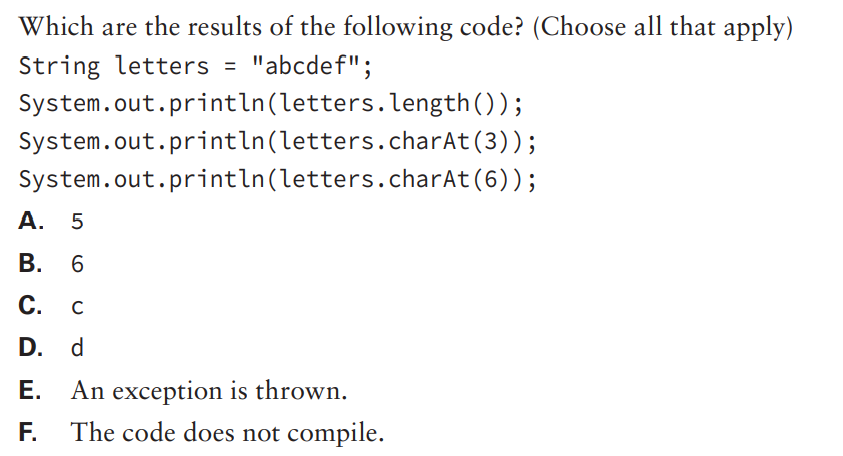 Which are the results of the following code? (Choose all that apply)
String letters = "abcdef";
System.out.println(letters.length());
System.out.println(letters.charAt(3));
System.out.println(letters.charAt(6));
A. 5
B. 6
C. c
D. d
E. An exception is thrown.
F. The code does not compile.